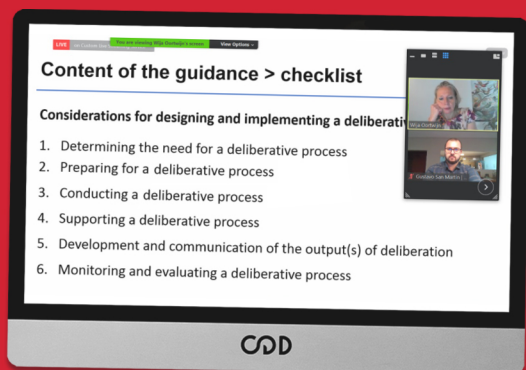 LIVE
You are viewing Wija Oortwijn's screen View Options
Content of the guidance > checklist
Considerations for designing and implementing a deliberati
1. Determining the need for a deliberative process
2. Preparing for a deliberative process
3. Conducting a deliberative process
4. Supporting a deliberative process
5. Development and communication of the output(s) of deliberation
6. Monitoring and evaluating a deliberative process
Wija Oortwijn
Gustavo San Martin